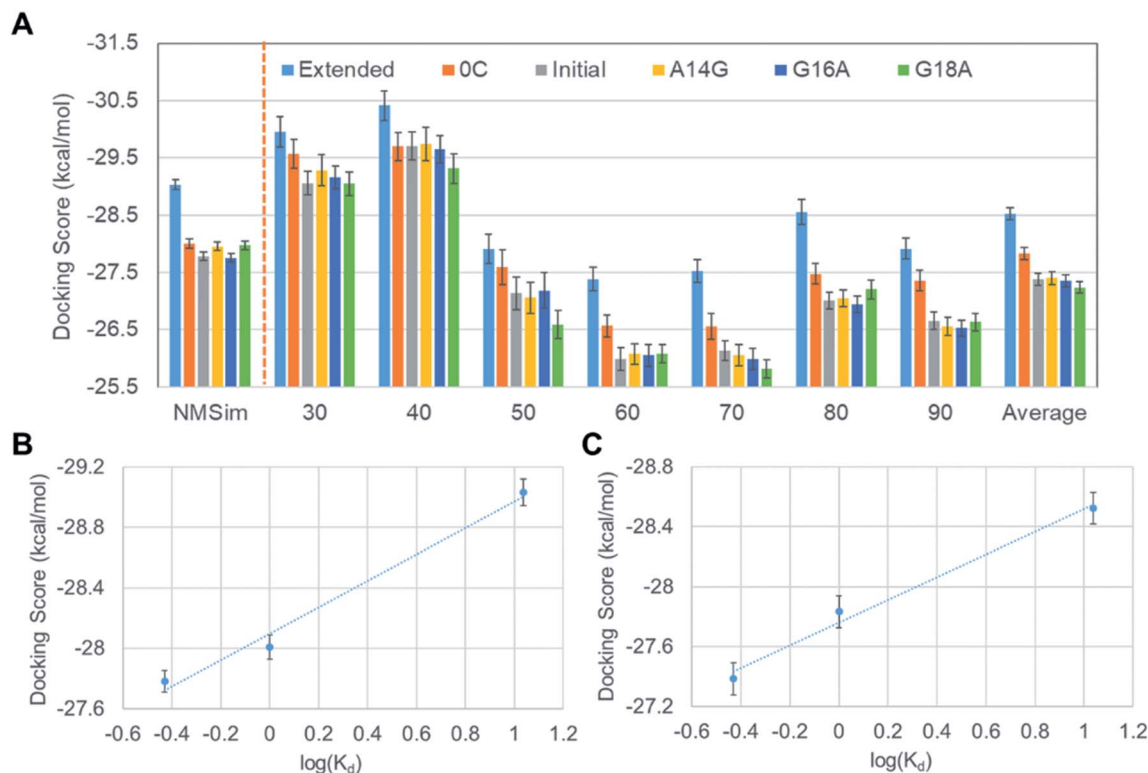 A
Docking Score (kcal/mol)
-31.5
-30.5
-29.5
-28.5
-27.5
-26.5
-25.5
Extended 0C Initial A14G G16A G18A
NMSim 30 40 50 60 70 80 90 Average
B
Docking Score (kcal/mol)
-29.2
-28.8
-28.4
-28
-27.6
-0.6 -0.4 -0.2 0 0.2 0.4 0.6 0.8 1 1.2
log(Kd)
C
Docking Score (kcal/mol)
-28.8
-28.4
-28
-27.6
-27.2
-0.6 -0.4 -0.2 0 0.2 0.4 0.6 0.8 1 1.2
log(Kd)